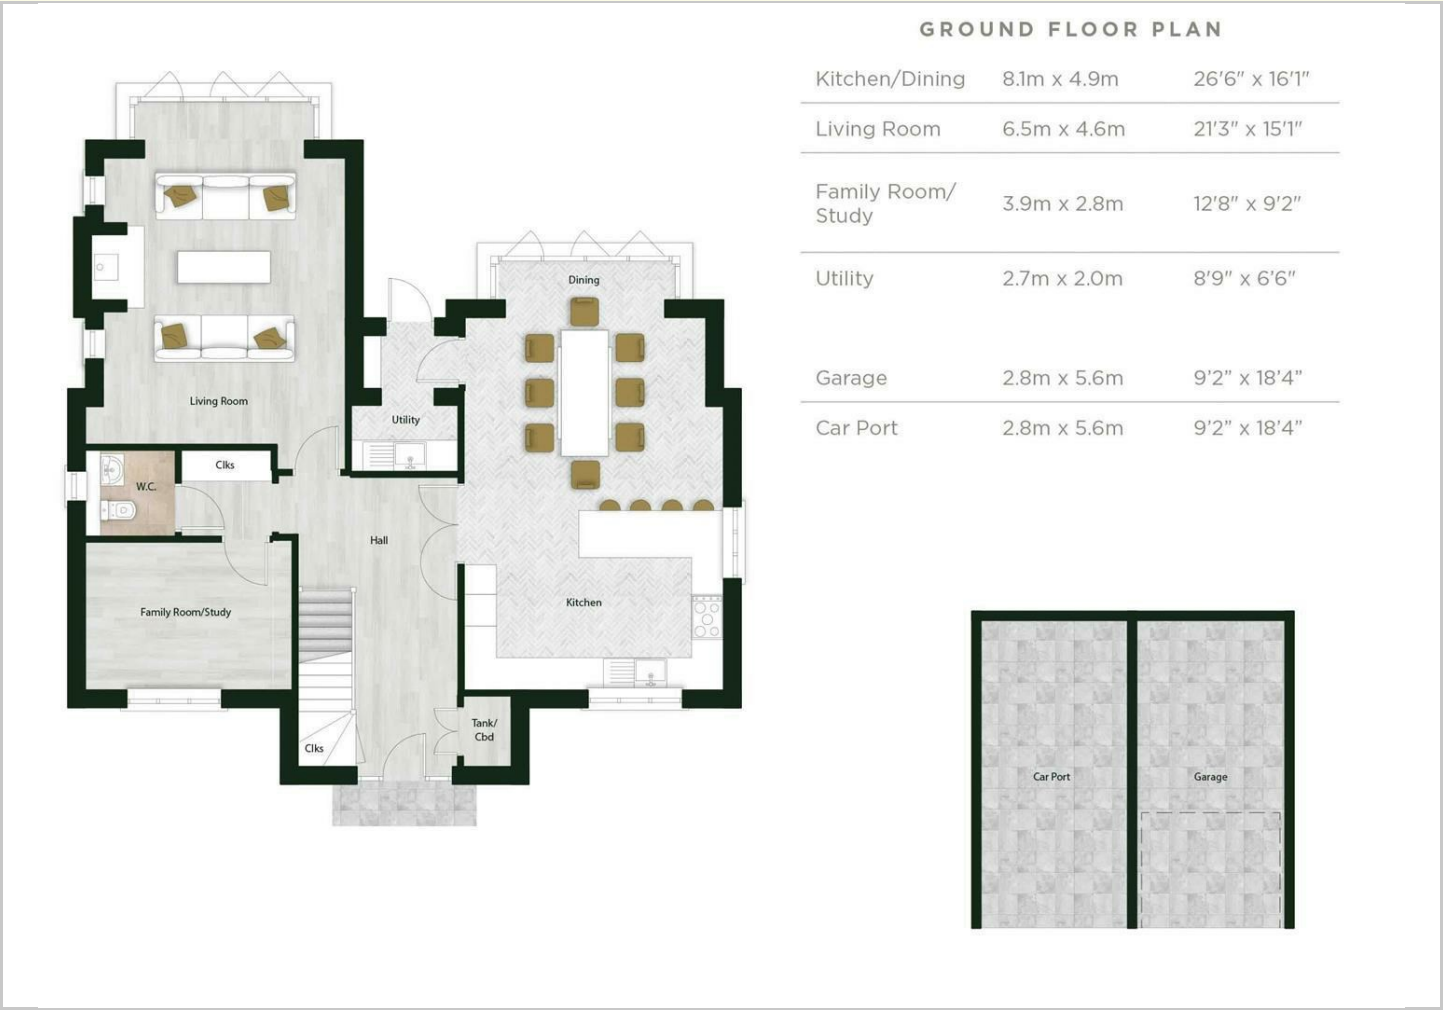 GROUND FLOOR PLAN
Kitchen/Dining 8.1m x 4.9m 26'6" x 16'1"
Living Room 6.5m x 4.6m 21'3" x 15'1"
Family Room/
Study 3.9m x 2.8m 12'8" x 9'2"
Utility 2.7m x 2.0m 8'9" x 6'6"
Garage 2.8m x 5.6m 9'2" x 18'4"
Car Port 2.8m x 5.6m 9'2" x 18'4"
Dining
Living Room
Utility
Clks
W.C.
Hall
Kitchen
Family Room/Study
Tank/
Cbd
Clks
Car Port
Garage